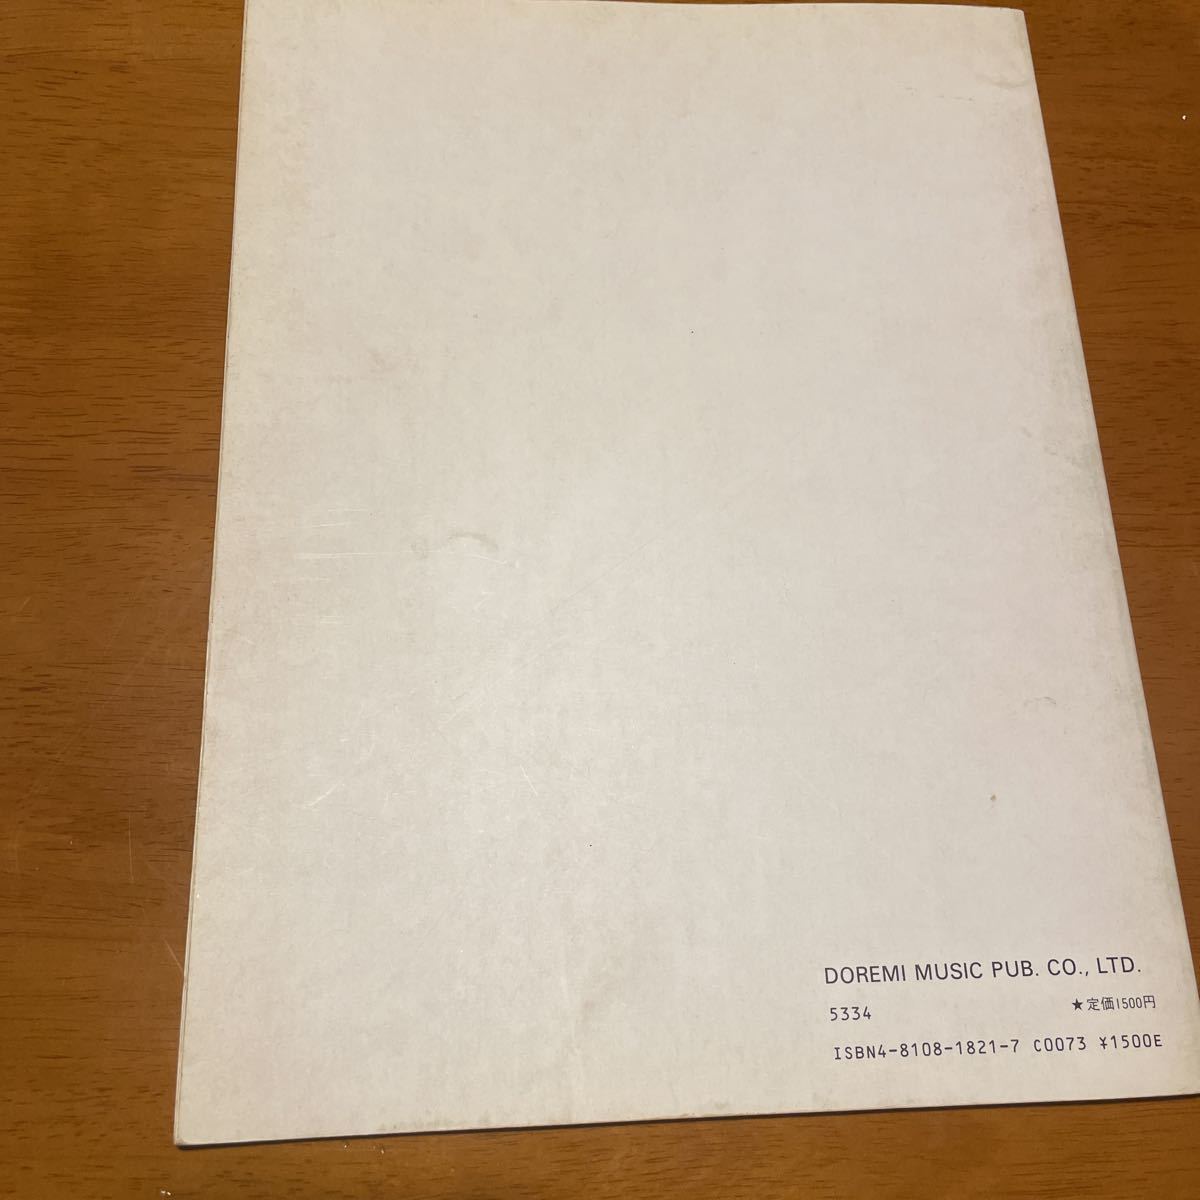 DOREMI MUSIC PUB. CO., LTD.
5334 ★定価1500円
ISBN4-8108-1821-7 C0073 ¥1500E